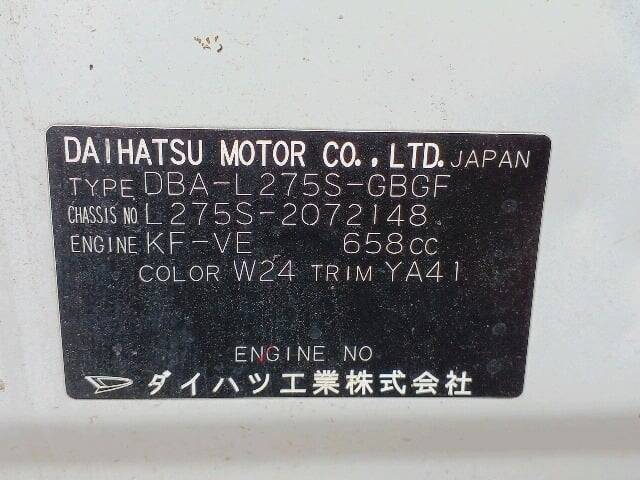 DAIHATSU MOTOR CO.,LTD. JAPAN
TYPE DBA-L275S-GBGF
CHASSIS NO L275S-2072148
ENGINE KF-VE 658CC
COLOR W24 TRIM YA41
ENGINE NO
ダイハツ工業株式会社